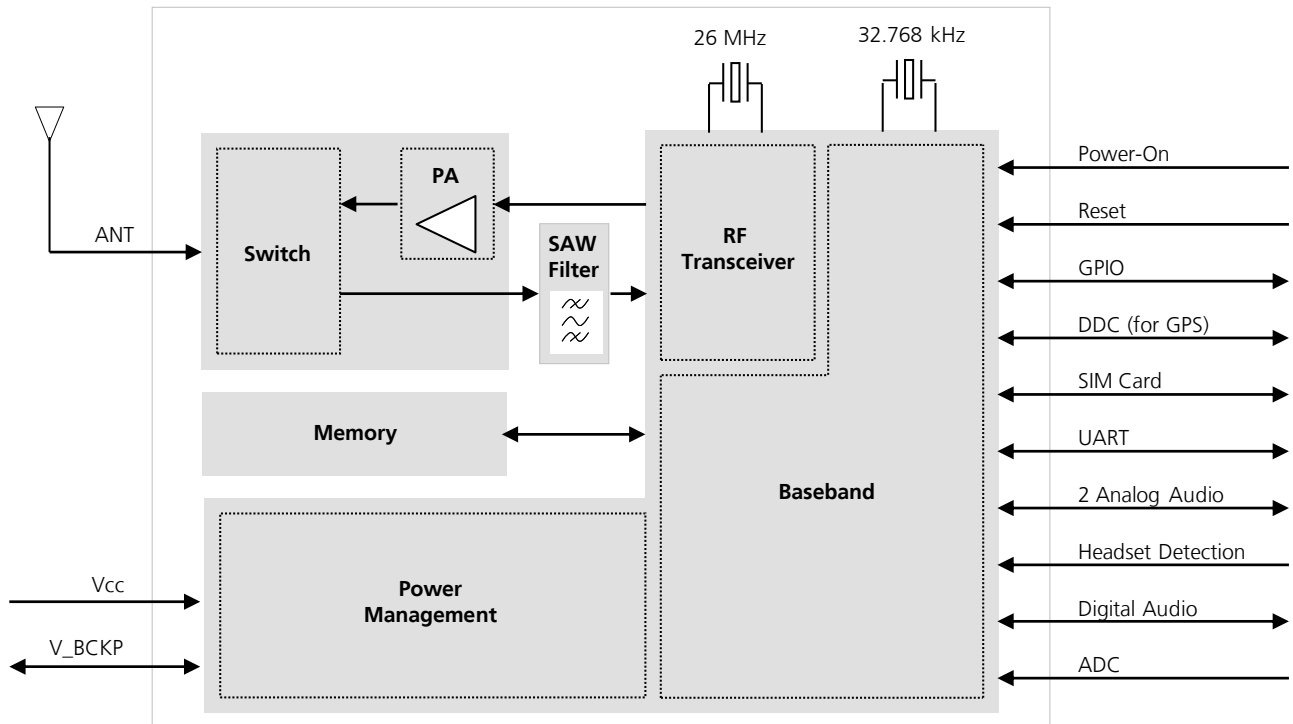 26 MHz
32.768 kHz
ANT
Switch
PA
SAW
Filter
RF
Transceiver
Memory
Baseband
Power
Management
Vcc
V_BCKP
Power-On
Reset
GPIO
DDC (for GPS)
SIM Card
UART
2 Analog Audio
Headset Detection
Digital Audio
ADC